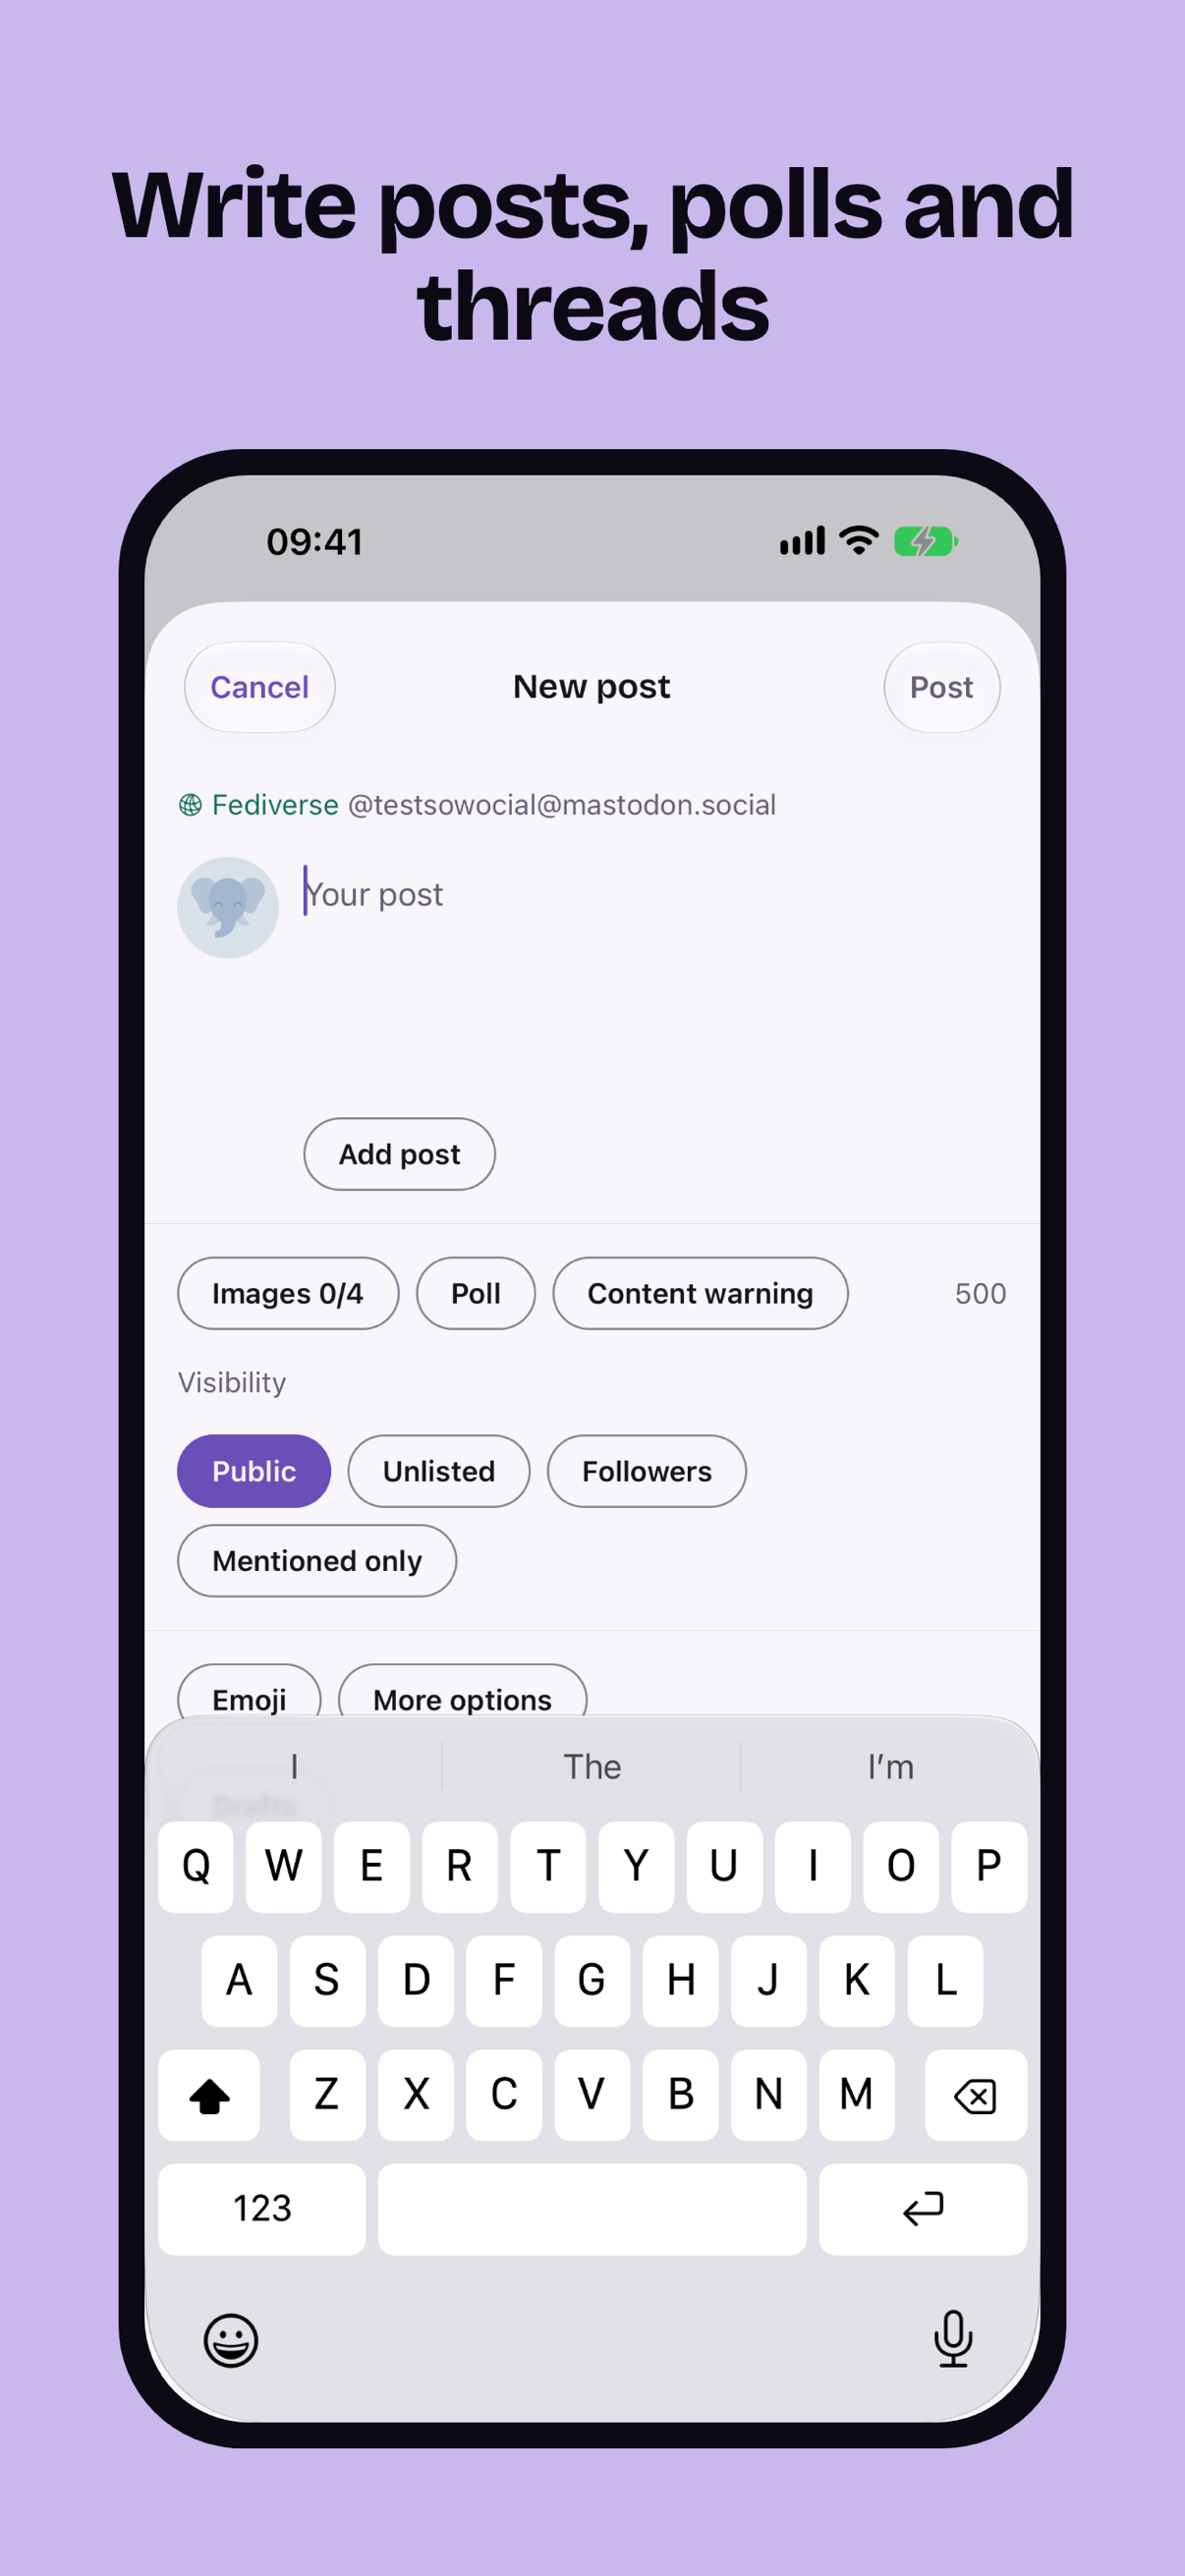 Write posts, polls and
threads
09:41
Cancel New post Post
Fediverse @testsowocial@mastodon.social
Your post
Add post
Images 0/4 Poll Content warning 500
Visibility
Public Unlisted Followers
Mentioned only
Emoji More options
Drafts
I The I’m
Q W E R T Y U I O P
A S D F G H J K L
Z X C V B N M
123